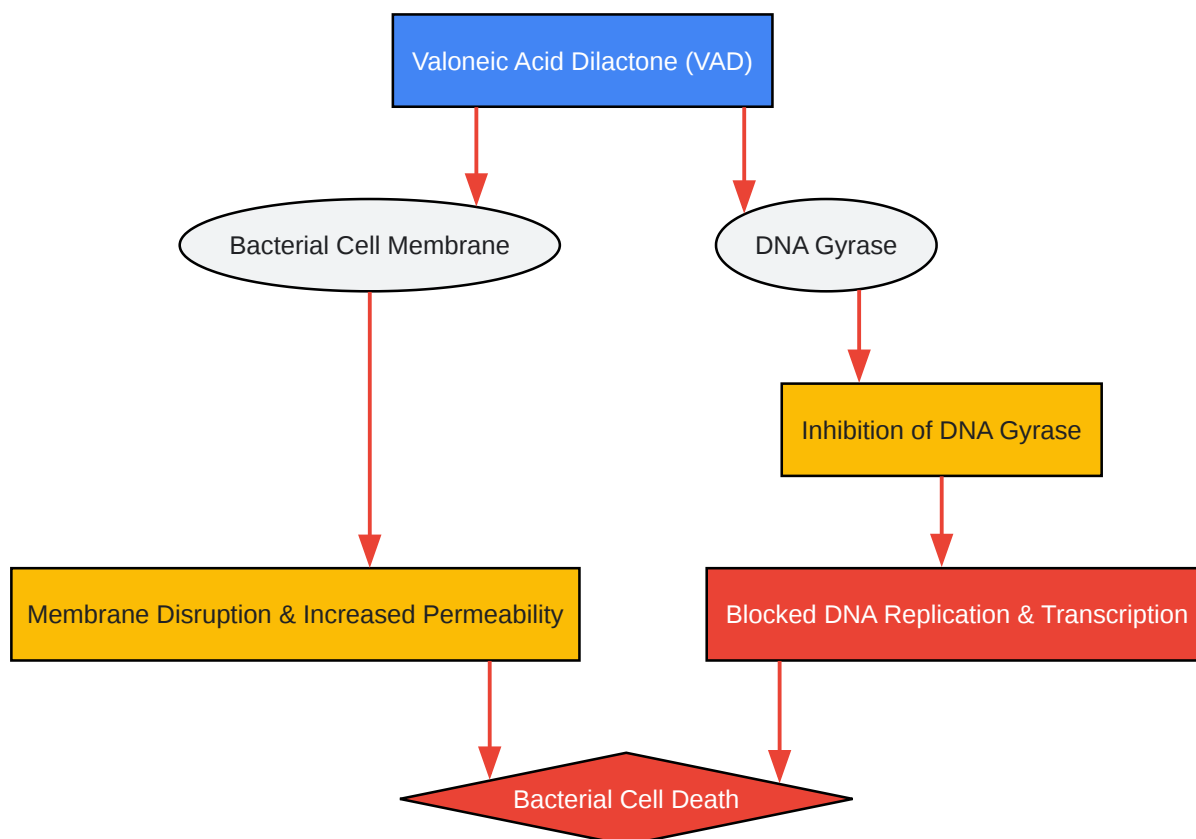 Valoneic Acid Dilactone (VAD)
Bacterial Cell Membrane
DNA Gyrase
Inhibition of DNA Gyrase
Membrane Disruption & Increased Permeability
Blocked DNA Replication & Transcription
Bacterial Cell Death